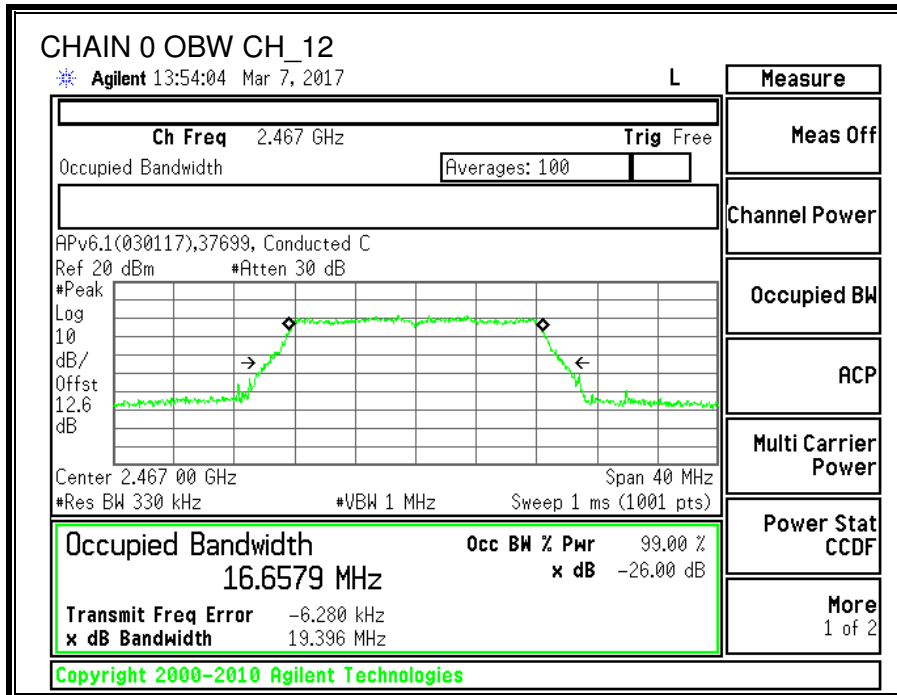 CHAIN 0 OBW CH_12
Agilent 13:54:04 Mar 7, 2017 L
Ch Freq 2.467 GHz Trig Free
Occupied Bandwidth Averages: 100
APv6.1(030117),37699, Conducted C
Ref 20 dBm #Atten 30 dB
#Peak
Log
10
dB/
Offst
12.6
dB
Center 2.467 00 GHz Span 40 MHz
#Res BW 330 kHz #VBW 1 MHz Sweep 1 ms (1001 pts)
Occupied Bandwidth Occ BW % Pwr 99.00 %
16.6579 MHz x dB -26.00 dB
Transmit Freq Error -6.280 kHz
x dB Bandwidth 19.396 MHz
Copyright 2000-2010 Agilent Technologies
Measure
Meas Off
Channel Power
Occupied BW
ACP
Multi Carrier
Power
Power Stat
CCDF
More
1 of 2